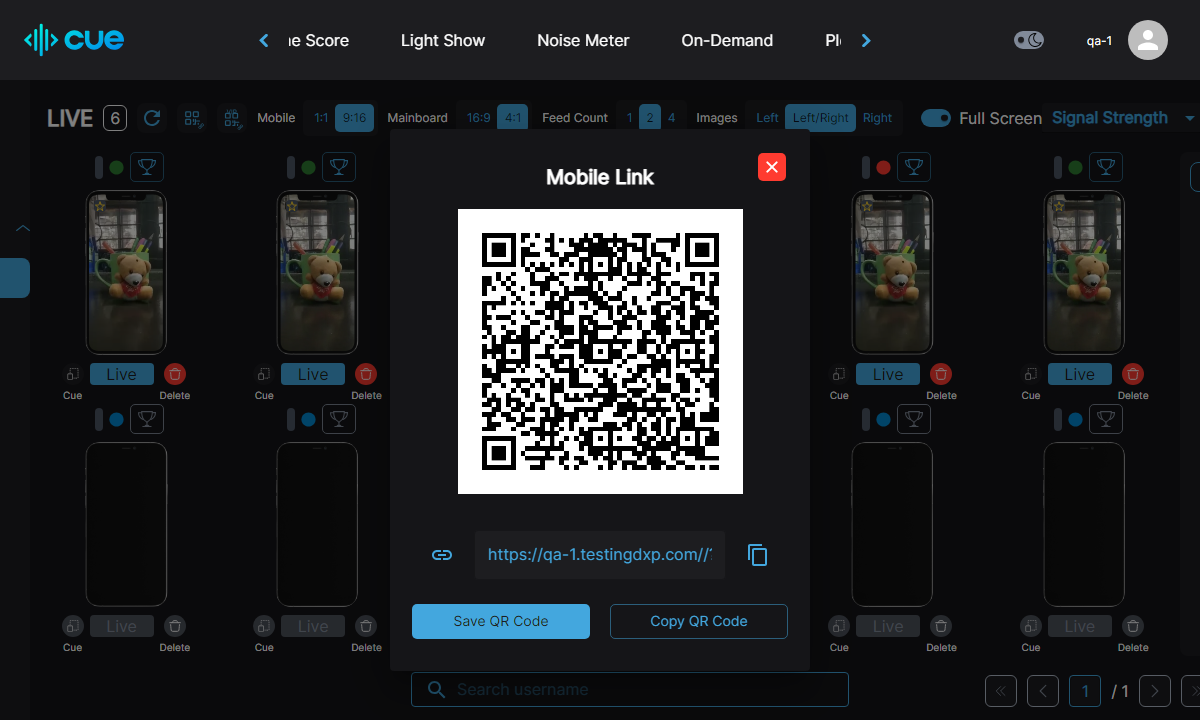 cue
ne Score
Light Show
Noise Meter
On-Demand
qa-1
LIVE 6
Mobile 1:1 9:16
Mainboard 16:9 4:1
Feed Count 1 2 4
Images Left Left/Right Right
Full Screen
Signal Strength
Mobile Link
Live Live Live Live
Cue Delete Cue Delete Cue Delete Cue Delete
https://qa-1.testingdxp.com//
Save QR Code
Copy QR Code
Live Live Live Live
Cue Delete Cue Delete Cue Delete Cue Delete
Search username
1 / 1